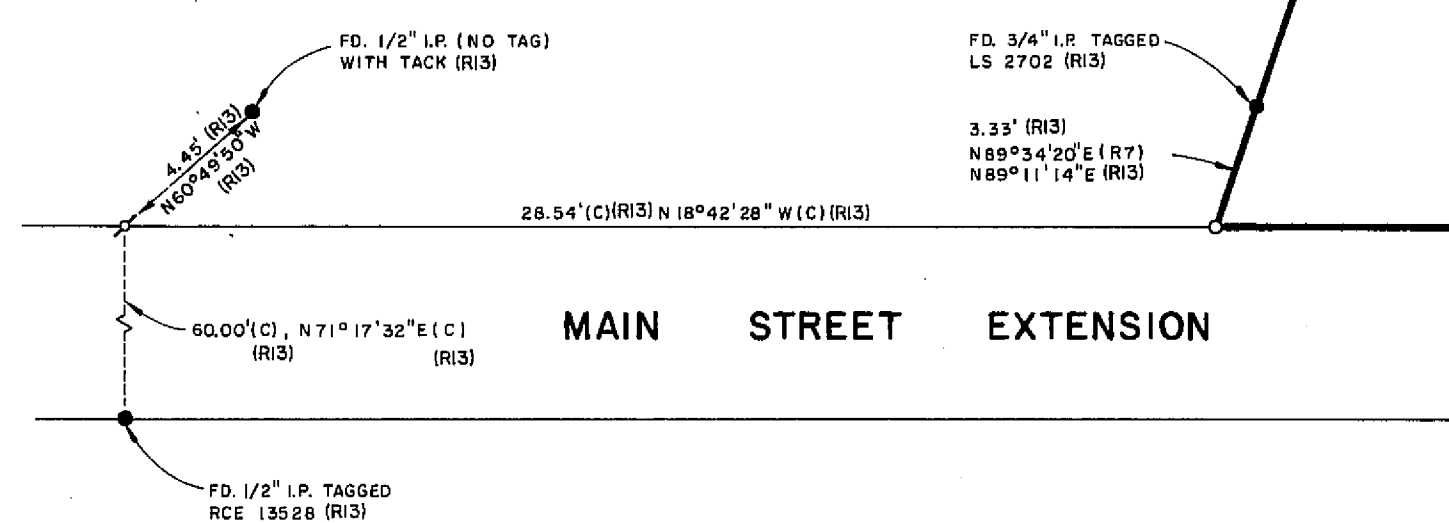 FD. 1/2" I.P. (NO TAG)
WITH TACK (R13)
FD. 3/4" I.P. TAGGED
LS 2702 (R13)
4.45' (R13)
N60°49'50"W
(R13)
3.33' (R13)
N89°34'20"E (R7)
N89°11'14"E (R13)
28.54'(C)(R13) N 18°42'28" W(C)(R13)
60.00'(C), N 71° 17'32"E (C)
(R13) (R13)
MAIN STREET EXTENSION
FD. 1/2" I.P. TAGGED
RCE 13528 (R13)